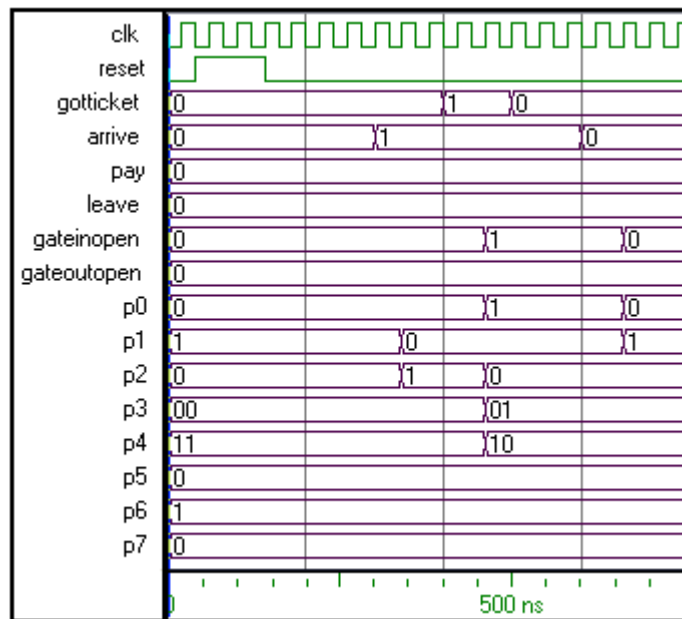 clk
reset
gotticket 0 1 0
arrive 0 1 0
pay 0
leave 0
gateinopen 0 1 0
gateoutopen 0
p0 0 1 0
p1 1 0 1
p2 0 1 0
p3 00 01
p4 11 10
p5 0
p6 1
p7 0
0 500 ns